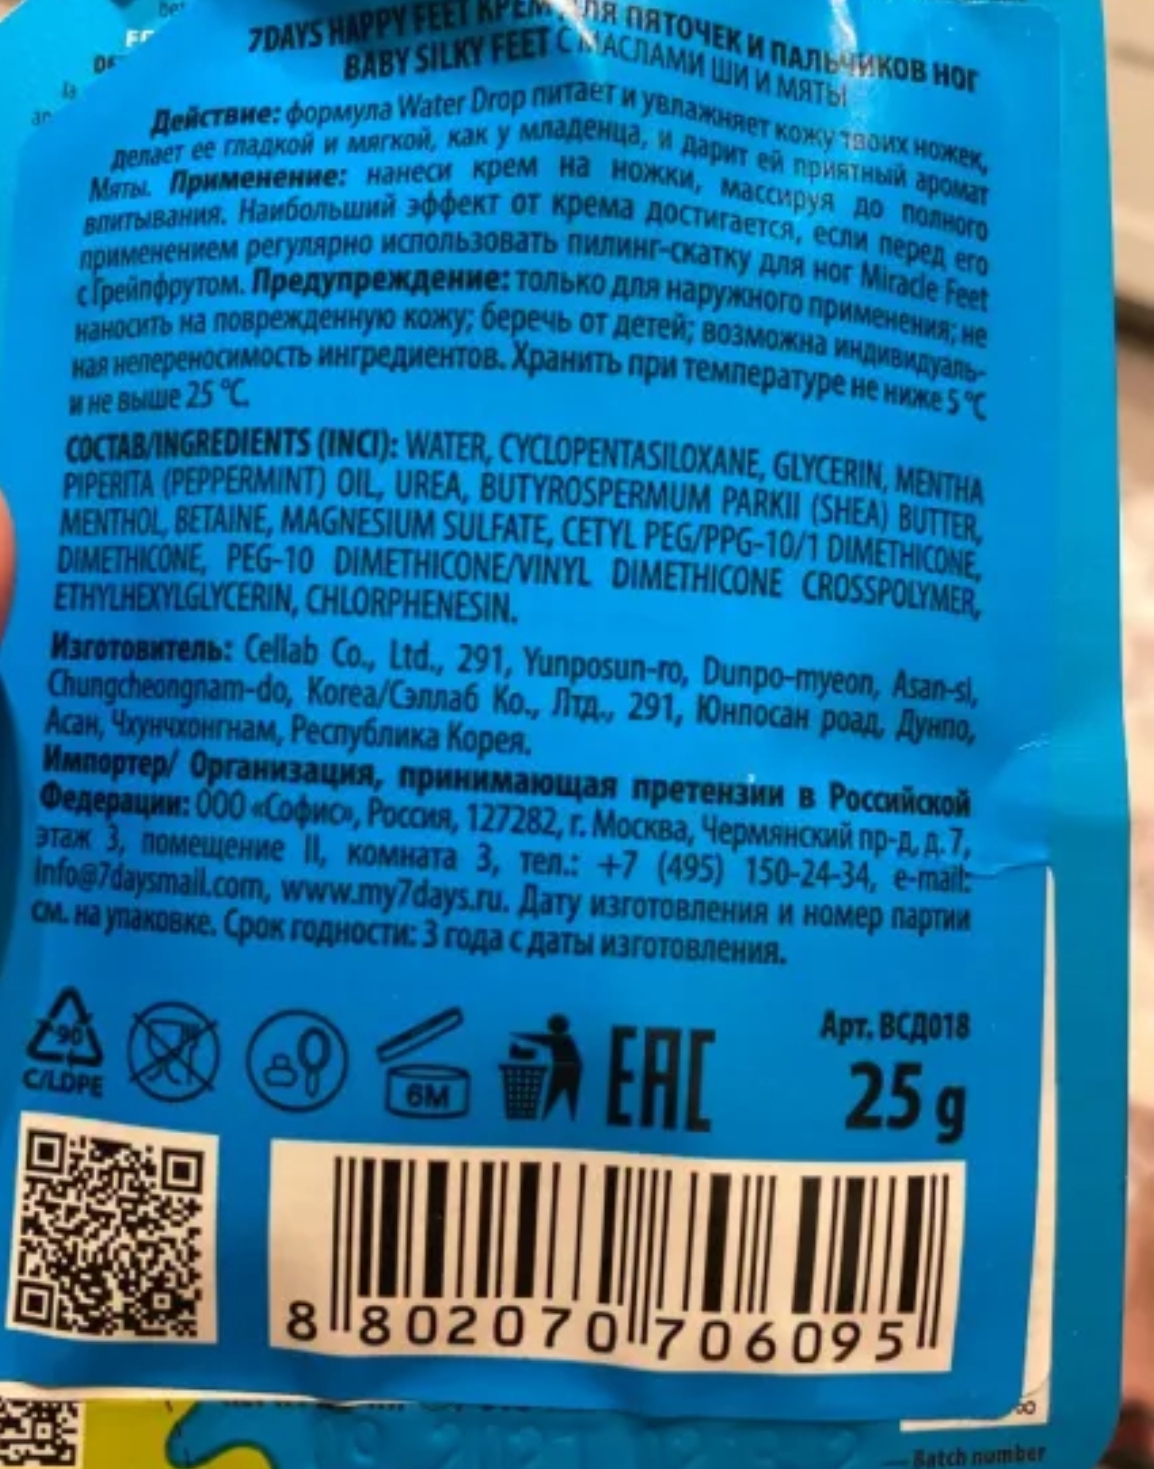 7DAYS HAPPY FEET КРЕМ ДЛЯ ПЯТОЧЕК И ПАЛЬЧИКОВ НОГ
BABY SILKY FEET С МАСЛАМИ ШИ И МЯТЫ
Действие: формула Water Drop питает и увлажняет кожу твоих ножек,
делает ее гладкой и мягкой, как у младенца, и дарит ей приятный аромат
Мяты. Применение: нанеси крем на ножки, массируя до полного
впитывания. Наибольший эффект от крема достигается, если перед его
применением регулярно использовать пилинг-скатку для ног Miracle Feet
с Грейпфрутом. Предупреждение: только для наружного применения; не
наносить на поврежденную кожу; беречь от детей; возможна индивидуаль-
ная непереносимость ингредиентов. Хранить при температуре не ниже 5 °C
и не выше 25 °C.
СОСТАВ/INGREDIENTS (INCI): WATER, CYCLOPENTASILOXANE, GLYCERIN, MENTHA
PIPERITA (PEPPERMINT) OIL, UREA, BUTYROSPERMUM PARKII (SHEA) BUTTER,
MENTHOL, BETAINE, MAGNESIUM SULFATE, CETYL PEG/PPG-10/1 DIMETHICONE,
DIMETHICONE, PEG-10 DIMETHICONE/VINYL DIMETHICONE CROSSPOLYMER,
ETHYLHEXYLGLYCERIN, CHLORPHENESIN.
Изготовитель: Cellab Co., Ltd., 291, Yunposun-ro, Dunpo-myeon, Asan-si,
Chungcheongnam-do, Korea/Сэллаб Ко., Лтд., 291, Юнпосан роад, Дунпо,
Асан, Чхунчхонгнам, Республика Корея.
Импортер/ Организация, принимающая претензии в Российской
Федерации: ООО «Софис», Россия, 127282, г. Москва, Чермянский пр-д, д. 7,
этаж 3, помещение II, комната 3, тел.: +7 (495) 150-24-34, e-mail:
info@7daysmail.com, www.my7days.ru. Дату изготовления и номер партии
см. на упаковке. Срок годности: 3 года с даты изготовления.
90
C/LDPE
6M
EAC
Арт. ВСД018
25 g
8 802070 706095
Batch number